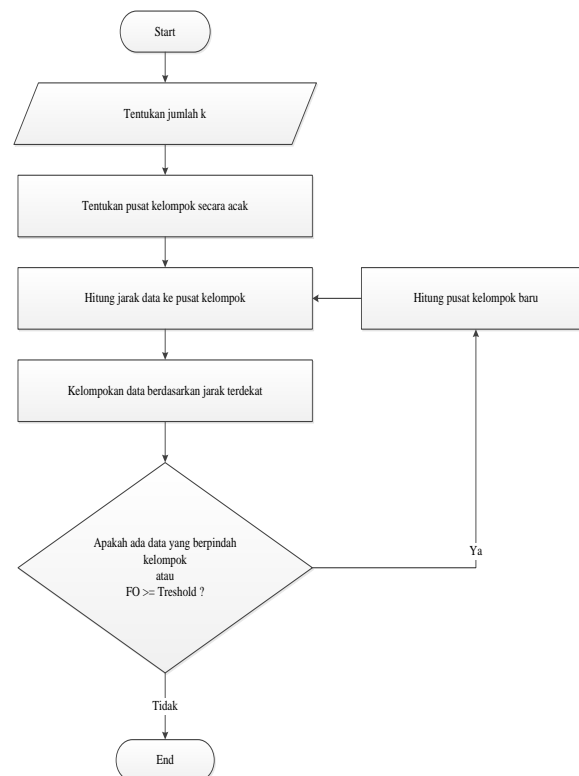 Start
Tentukan jumlah k
Tentukan pusat kelompok secara acak
Hitung jarak data ke pusat kelompok
Hitung pusat kelompok baru
Kelompokan data berdasarkan jarak terdekat
Apakah ada data yang berpindah
kelompok
atau
FO >= Treshold ?
Ya
Tidak
End